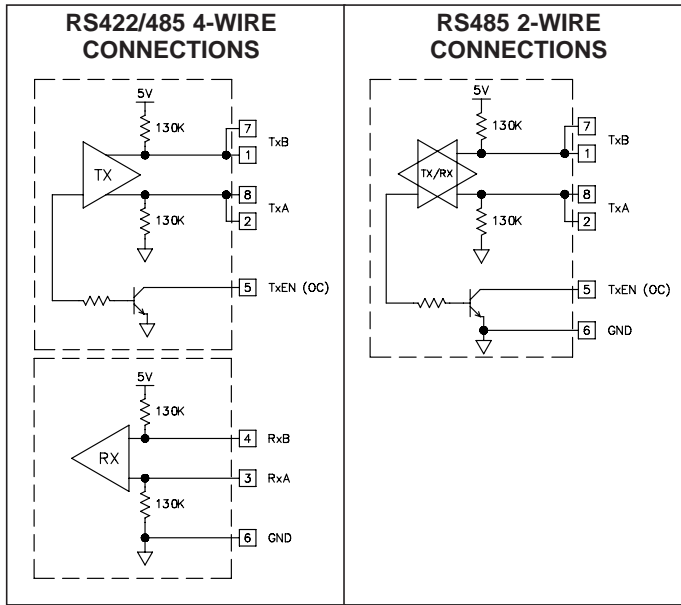 RS422/485 4-WIRE
CONNECTIONS
5V
130K
7
TxB
1
TX
8
TxA
2
130K
5 TxEN (OC)
5V
130K
4 RxB
RX
3 RxA
130K
6 GND
RS485 2-WIRE
CONNECTIONS
5V
130K
7
TxB
1
TX/RX
8
TxA
2
130K
5 TxEN (OC)
6 GND